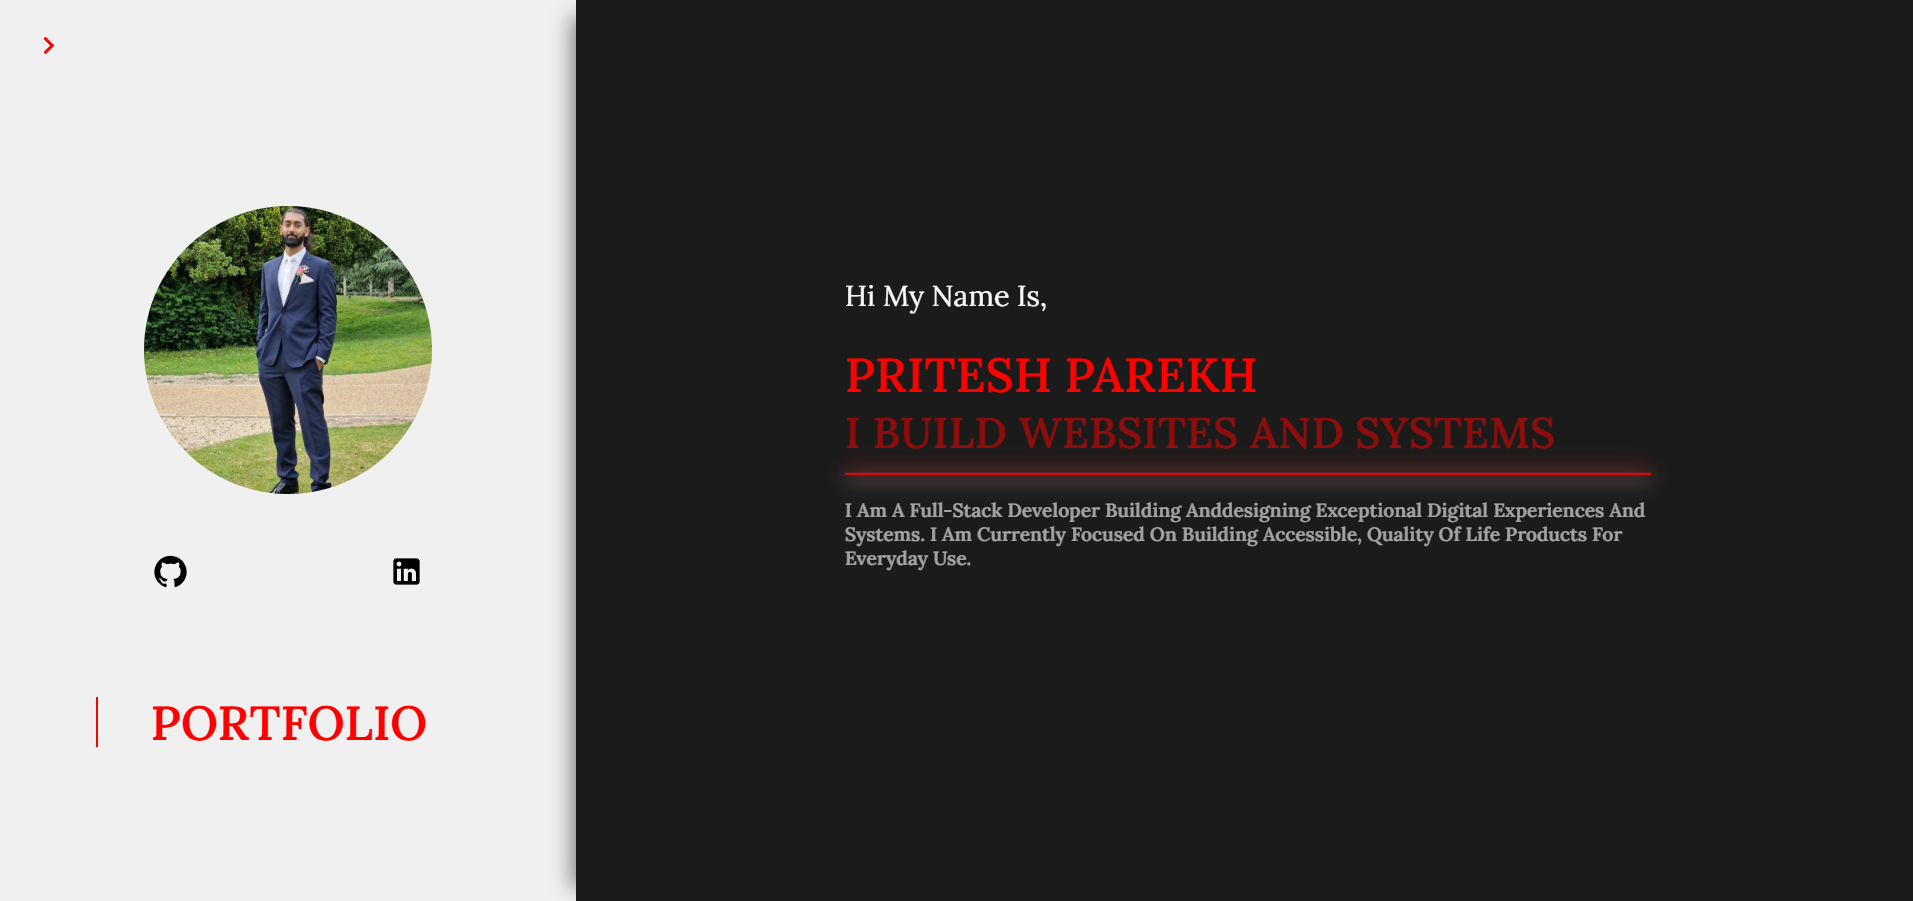 PORTFOLIO
Hi My Name Is,
PRITESH PAREKH
I BUILD WEBSITES AND SYSTEMS
I Am A Full-Stack Developer Building Anddesigning Exceptional Digital Experiences And
Systems. I Am Currently Focused On Building Accessible, Quality Of Life Products For
Everyday Use.